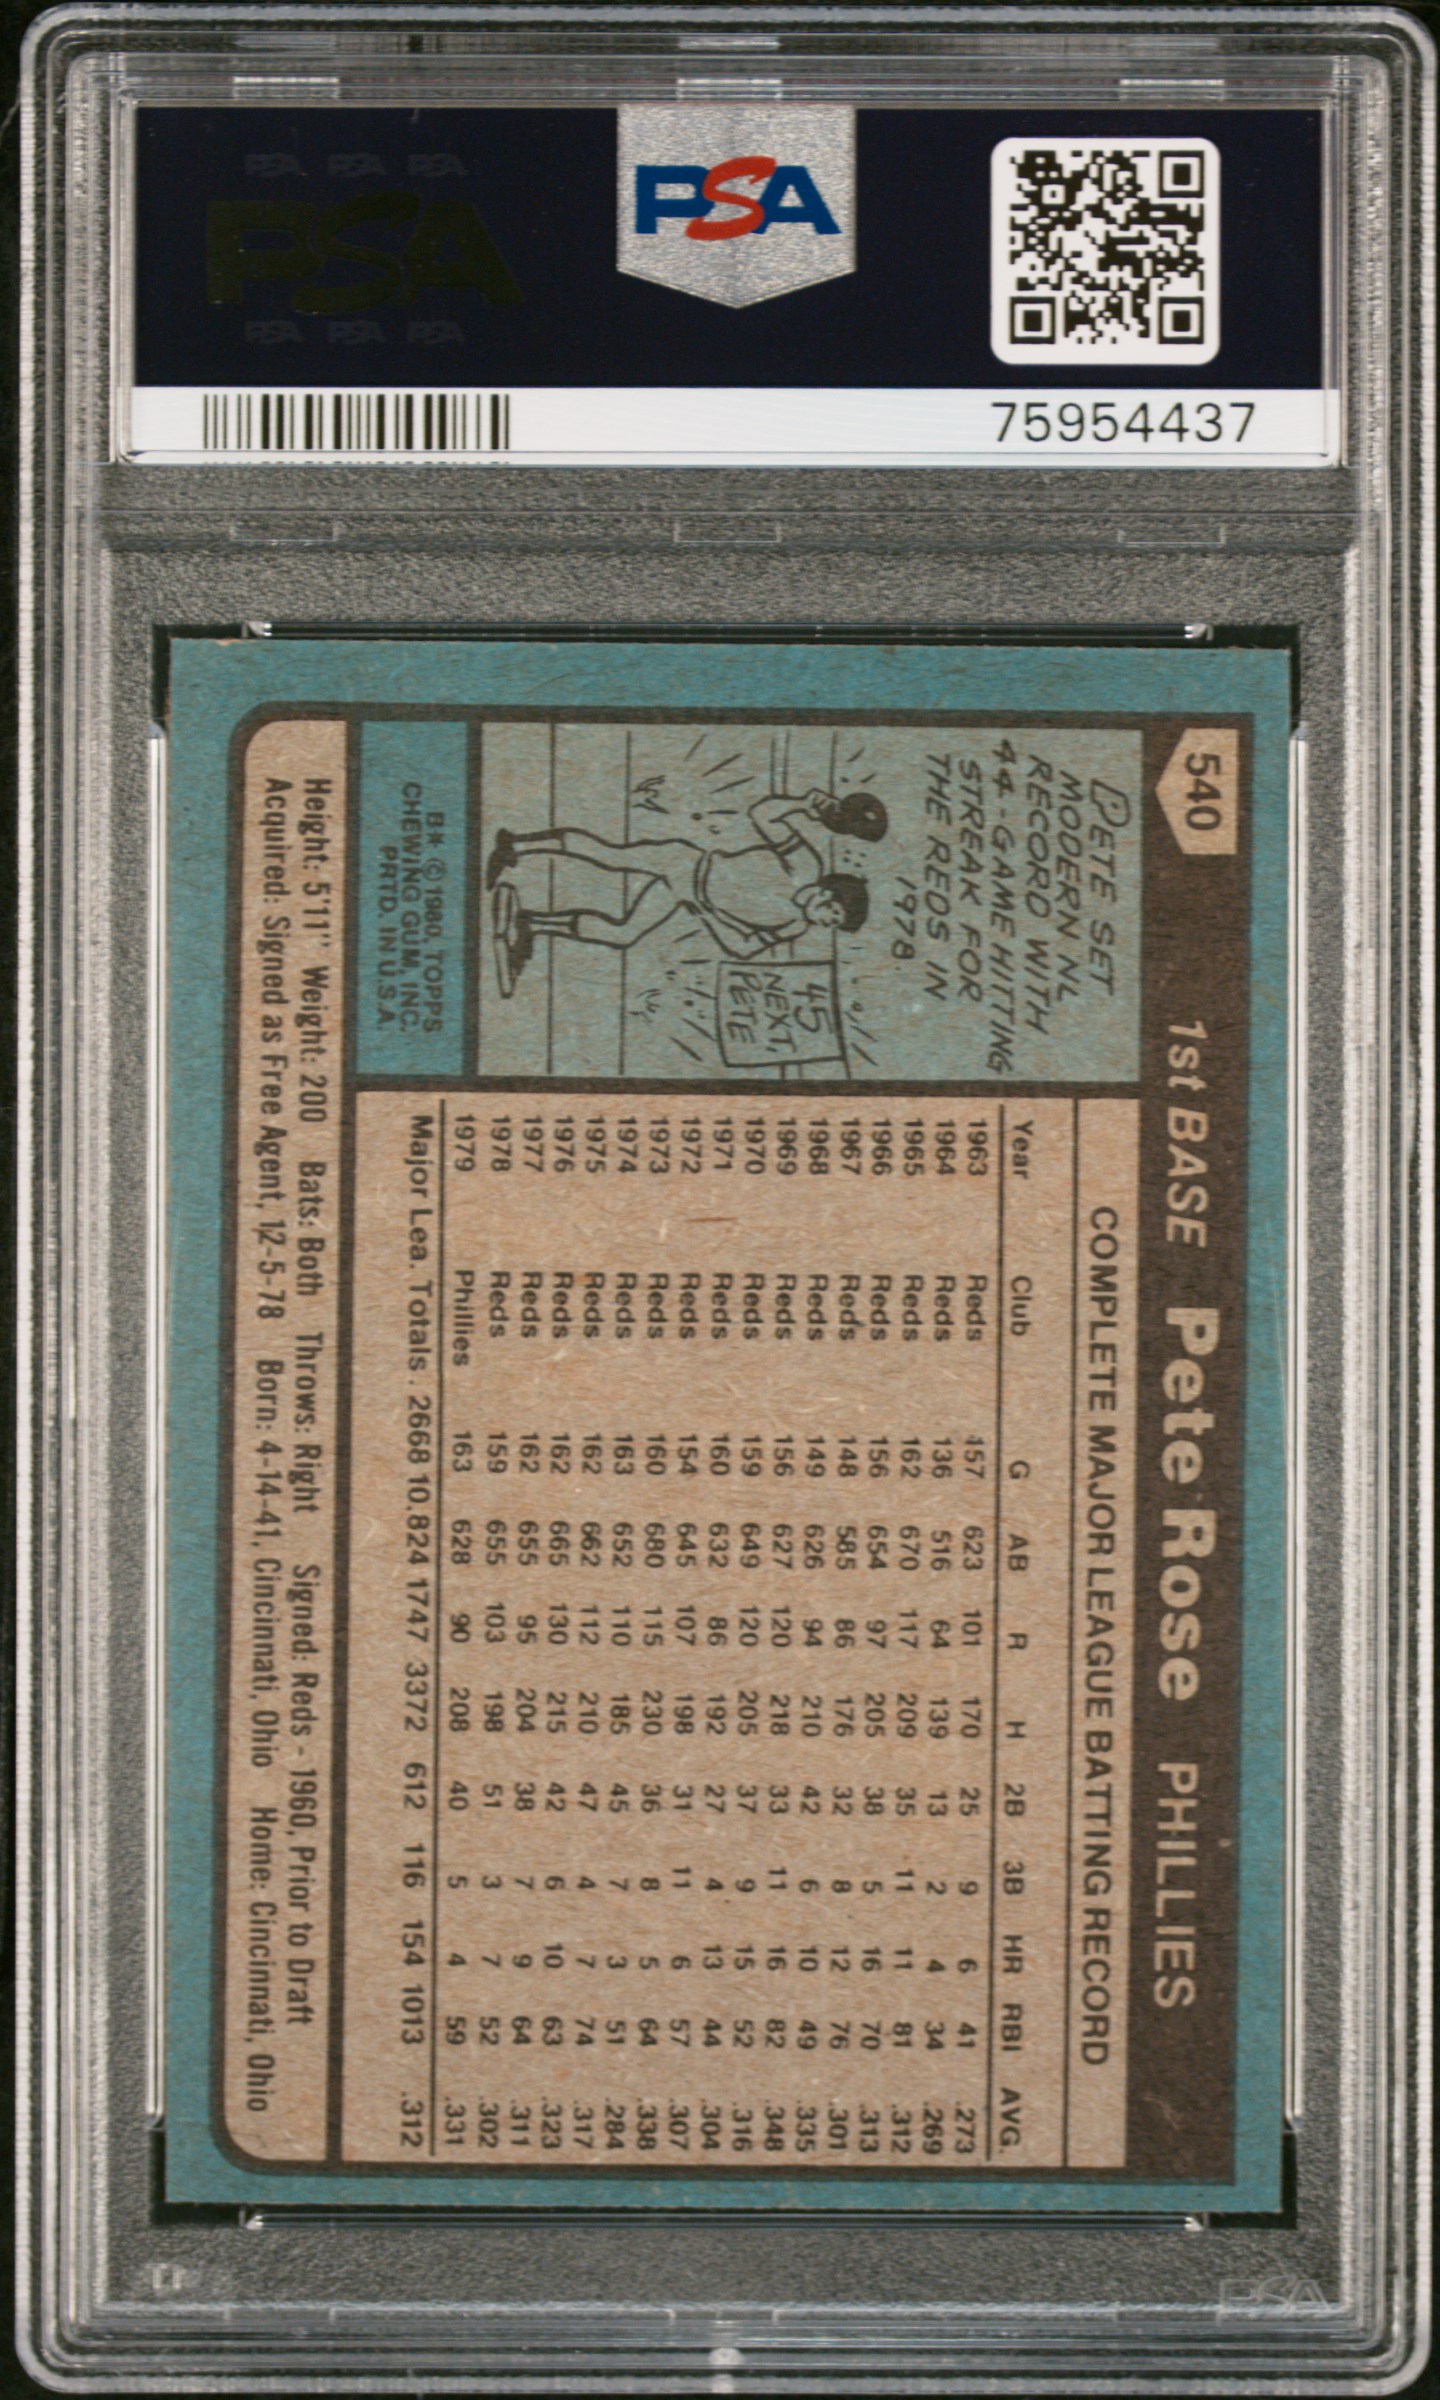 PSA PSA PSA
PSA
PSA PSA PSA
PSA
75954437
540
1st BASE Pete Rose PHILLIES
PETE SET
MODERN NL
RECORD WITH
44-GAME HITTING
STREAK FOR
THE REDS IN
1978.
45
NEXT,
PETE
B* © 1980, TOPPS
CHEWING GUM, INC.
PRTD. IN U.S.A.
COMPLETE MAJOR LEAGUE BATTING RECORD
Year Club G AB R H 2B 3B HR RBI AVG.
1963 Reds 157 623 101 170 25 9 6 41 .273
1964 Reds 136 516 64 139 13 2 4 34 .269
1965 Reds 162 670 117 209 35 11 11 81 .312
1966 Reds 156 654 97 205 38 5 16 70 .313
1967 Reds 148 585 86 176 32 8 12 76 .301
1968 Reds 149 626 94 210 42 6 10 49 .335
1969 Reds 156 627 120 218 33 11 16 82 .348
1970 Reds 159 649 120 205 37 9 15 52 .316
1971 Reds 160 632 86 192 27 4 13 44 .304
1972 Reds 154 645 107 198 31 11 6 57 .307
1973 Reds 160 680 115 230 36 8 5 64 .338
1974 Reds 163 652 110 185 45 7 3 51 .284
1975 Reds 162 662 112 210 47 4 7 74 .317
1976 Reds 162 665 130 215 42 6 10 63 .323
1977 Reds 162 655 95 204 38 7 9 64 .311
1978 Reds 159 655 103 198 51 3 7 52 .302
1979 Phillies 163 628 90 208 40 5 4 59 .331
Major Lea. Totals . 2668 10.824 1747 3372 612 116 154 1013 .312
Height: 5'11" Weight: 200 Bats: Both Throws: Right Signed: Reds - 1960, Prior to Draft
Acquired: Signed as Free Agent, 12-5-78 Born: 4-14-41, Cincinnati, Ohio Home: Cincinnati, Ohio
PSA